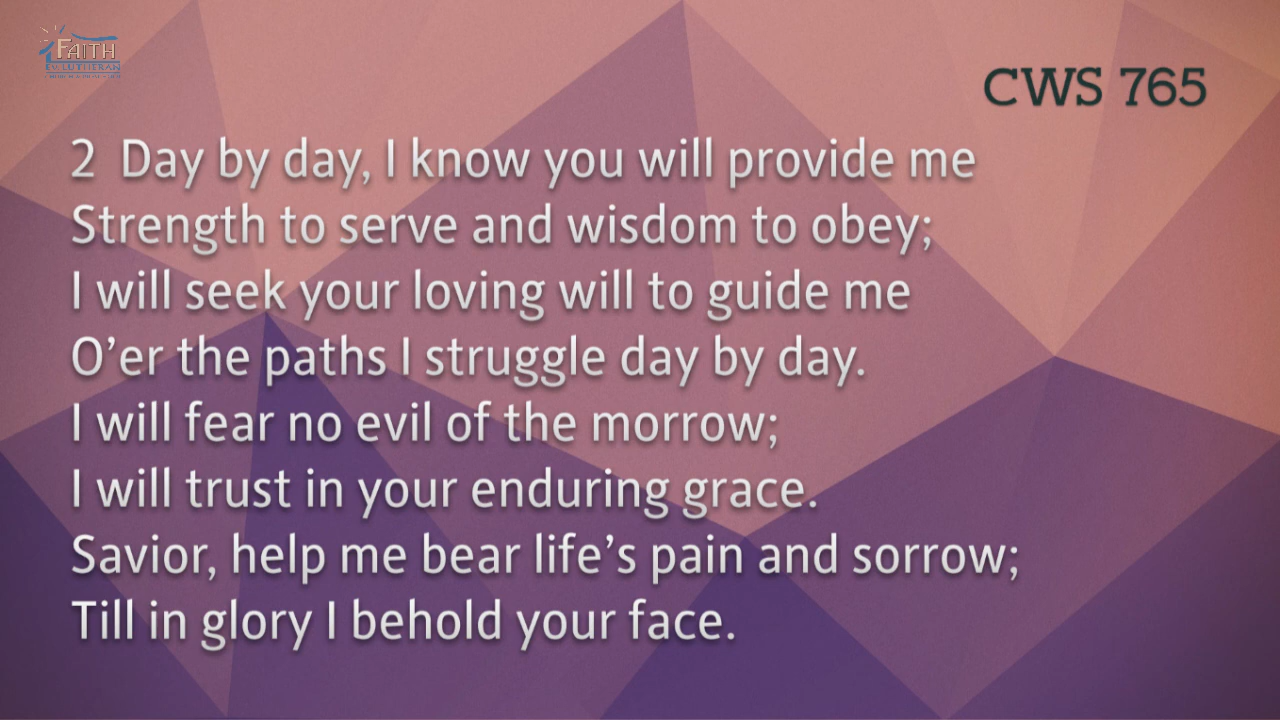 FAITH
EV. LUTHERAN
CWS 765
2 Day by day, I know you will provide me
Strength to serve and wisdom to obey;
I will seek your loving will to guide me
O’er the paths I struggle day by day.
I will fear no evil of the morrow;
I will trust in your enduring grace.
Savior, help me bear life’s pain and sorrow;
Till in glory I behold your face.